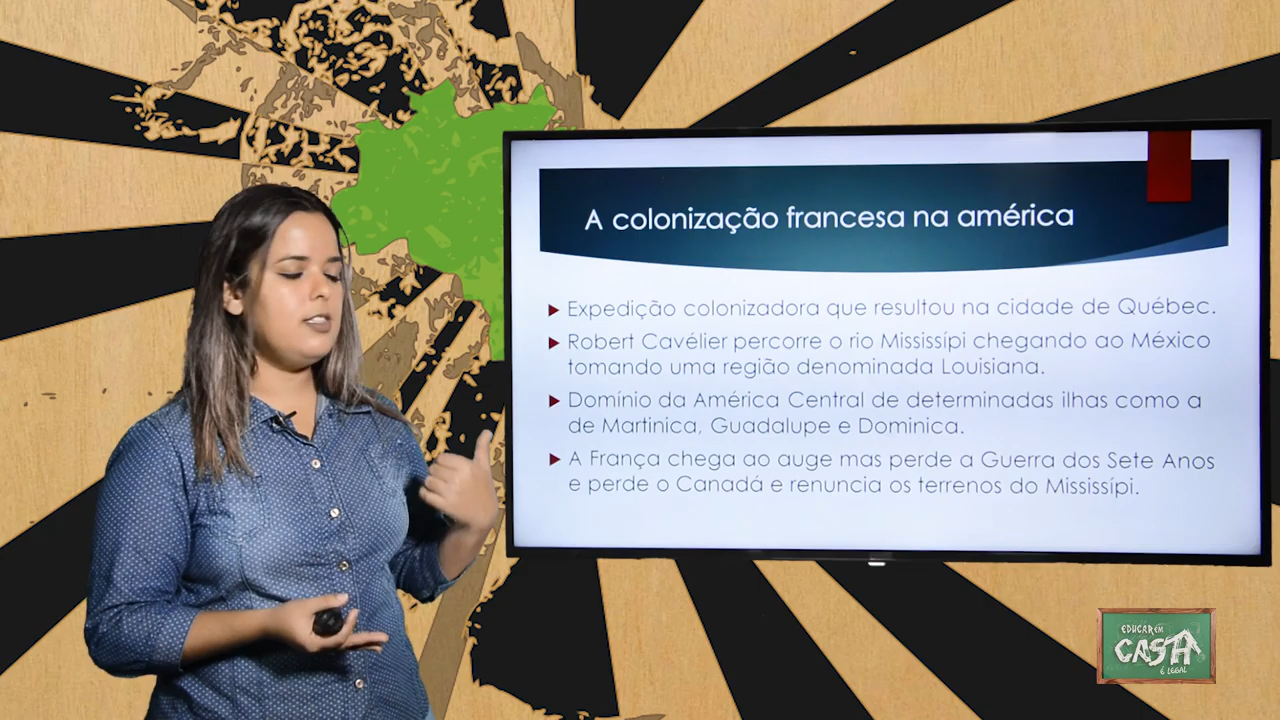 A colonização francesa na américa
Expedição colonizadora que resultou na cidade de Québec.
Robert Cavélier percorre o rio Mississípi chegando ao México
tomando uma região denominada Louisiana.
Domínio da América Central de determinadas ilhas como a
de Martinica, Guadalupe e Dominica.
A França chega ao auge mas perde a Guerra dos Sete Anos
e perde o Canadá e renuncia os terrenos do Mississípi.
EDUCAR EM
CASA
É LEGAL